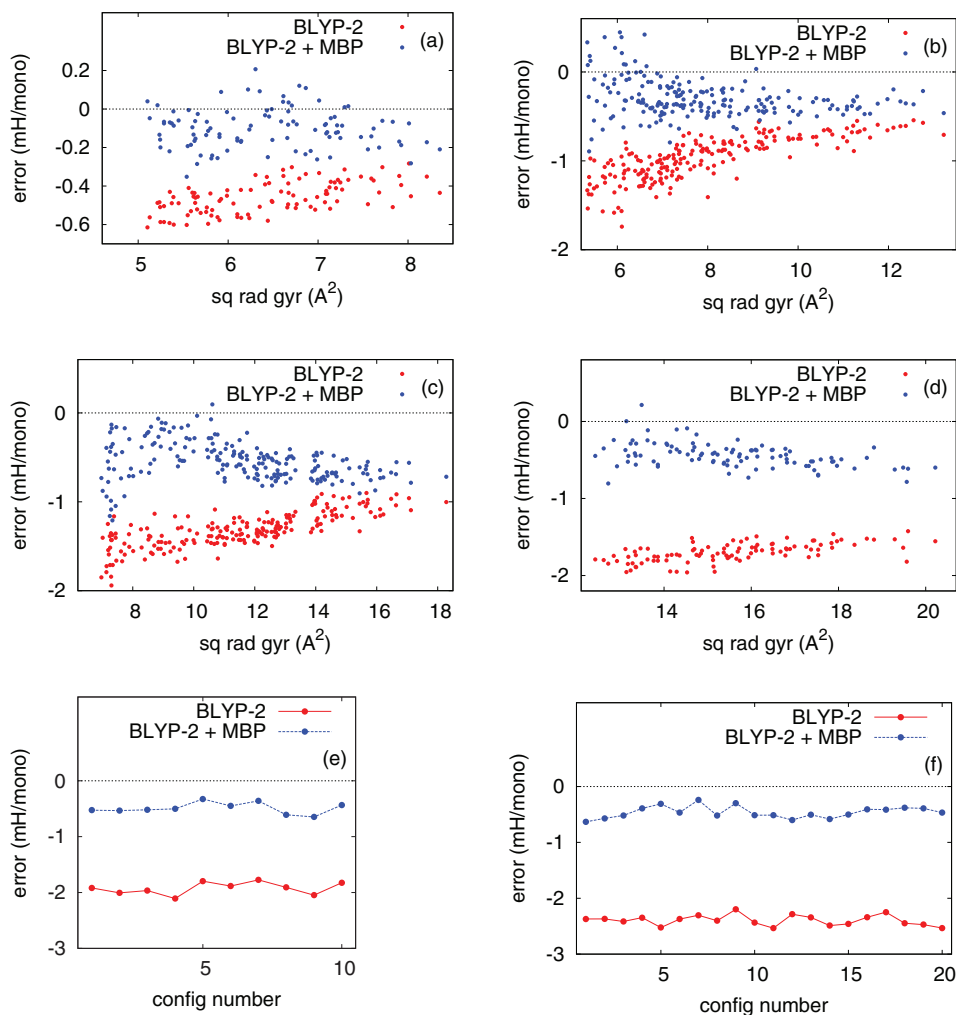 BLYP-2
BLYP-2 + MBP
(a)
0.2
0
-0.2
-0.4
-0.6
error (mH/mono)
5
6
7
8
sq rad gyr (A^2)
BLYP-2
BLYP-2 + MBP
(b)
0
-1
-2
error (mH/mono)
6
8
10
12
sq rad gyr (A^2)
BLYP-2
BLYP-2 + MBP
(c)
0
-1
-2
error (mH/mono)
8
10
12
14
16
18
sq rad gyr (A^2)
BLYP-2
BLYP-2 + MBP
(d)
0
-1
-2
error (mH/mono)
14
16
18
20
sq rad gyr (A^2)
BLYP-2
BLYP-2 + MBP
(e)
0
-1
-2
-3
error (mH/mono)
5
10
config number
BLYP-2
BLYP-2 + MBP
(f)
0
-1
-2
-3
error (mH/mono)
5
10
15
20
config number